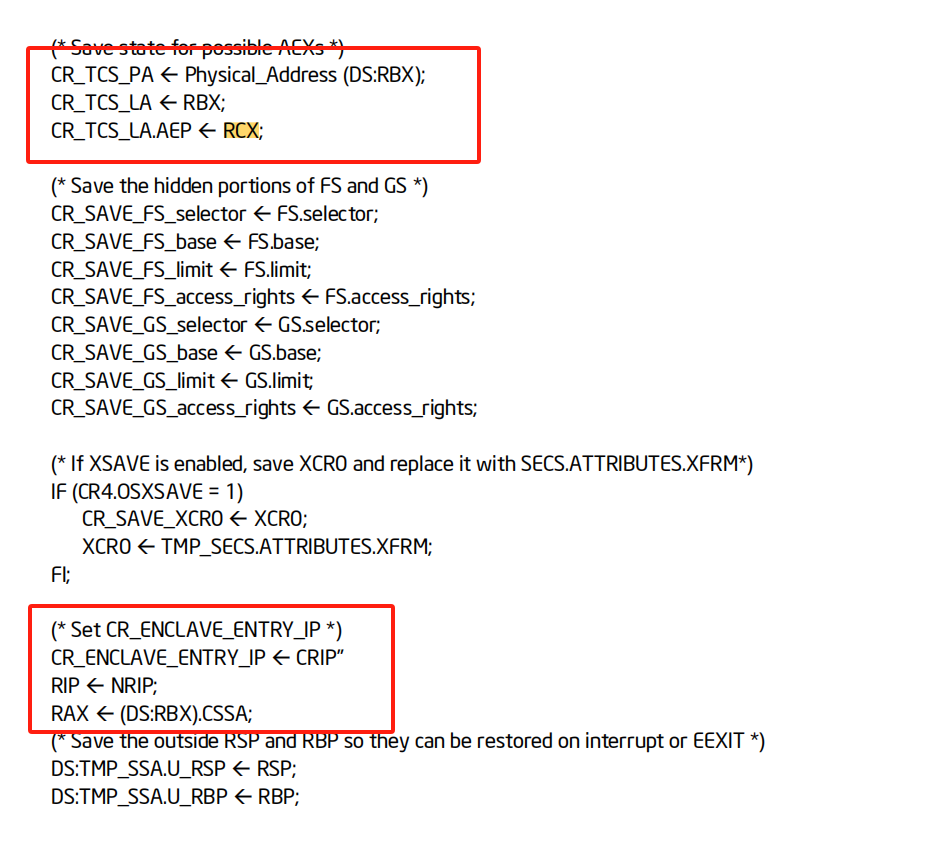 (* Save state for possible AEXs *)
CR_TCS_PA ← Physical_Address (DS:RBX);
CR_TCS_LA ← RBX;
CR_TCS_LA.AEP ← RCX;
(* Save the hidden portions of FS and GS *)
CR_SAVE_FS_selector ← FS.selector;
CR_SAVE_FS_base ← FS.base;
CR_SAVE_FS_limit ← FS.limit;
CR_SAVE_FS_access_rights ← FS.access_rights;
CR_SAVE_GS_selector ← GS.selector;
CR_SAVE_GS_base ← GS.base;
CR_SAVE_GS_limit ← GS.limit;
CR_SAVE_GS_access_rights ← GS.access_rights;
(* If XSAVE is enabled, save XCR0 and replace it with SECS.ATTRIBUTES.XFRM*)
IF (CR4.OSXSAVE = 1)
CR_SAVE_XCR0 ← XCR0;
XCR0 ← TMP_SECS.ATTRIBUTES.XFRM;
FI;
(* Set CR_ENCLAVE_ENTRY_IP *)
CR_ENCLAVE_ENTRY_IP ← CRIP”
RIP ← NRIP;
RAX ← (DS:RBX).CSSA;
(* Save the outside RSP and RBP so they can be restored on interrupt or EEXIT *)
DS:TMP_SSA.U_RSP ← RSP;
DS:TMP_SSA.U_RBP ← RBP;